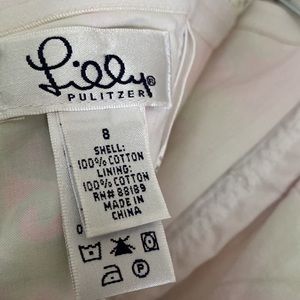 Lilly®
PULITZER
8
SHELL:
100% COTTON
LINING:
100% COTTON
RN# 88189
MADE IN
CHINA
P